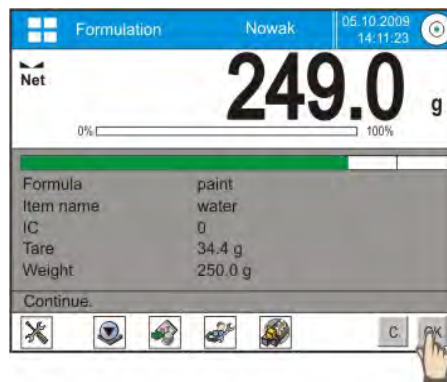 Formulation Nowak 05.10.2009
14:11:23
Net
249.0 g
0% 100%
Formula paint
Item name water
IC 0
Tare 34.4 g
Weight 250.0 g
Continue.
C OK